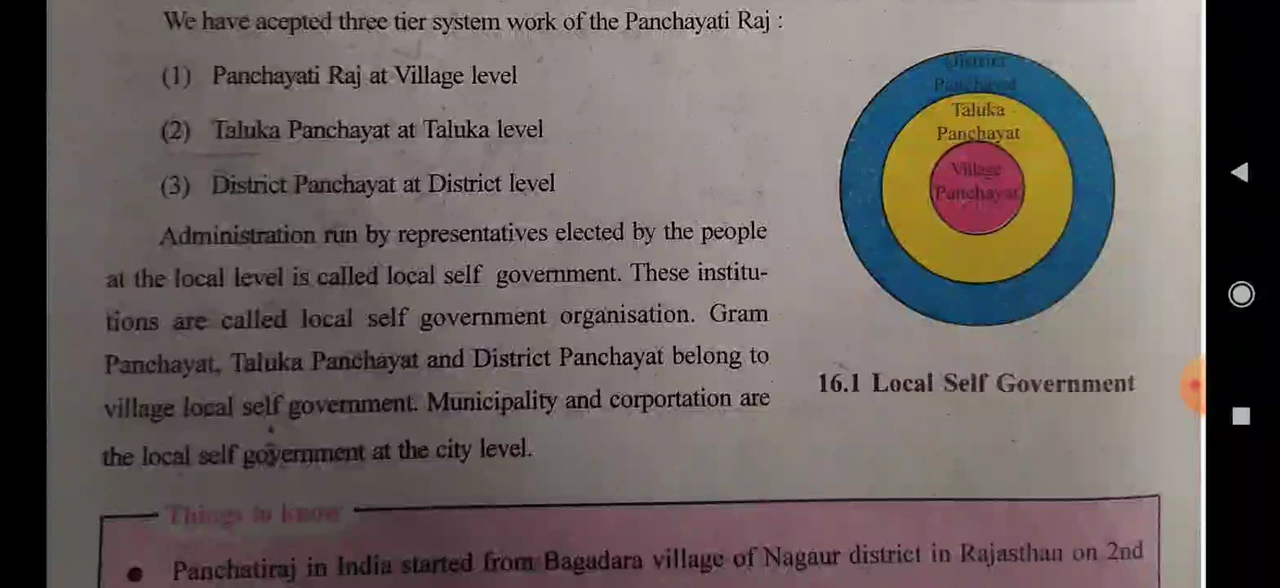 We have acepted three tier system work of the Panchayati Raj :
(1) Panchayati Raj at Village level
(2) Taluka Panchayat at Taluka level
(3) District Panchayat at District level
Administration run by representatives elected by the people
at the local level is called local self government. These institu-
tions are called local self government organisation. Gram
Panchayat, Taluka Panchayat and District Panchayat belong to
village local self government. Municipality and corportation are
the local self government at the city level.
District
Panchayat
Taluka
Panchayat
Village
Panchayat
16.1 Local Self Government
Things to know
● Panchatiraj in India started from Bagadara village of Nagaur district in Rajasthan on 2nd